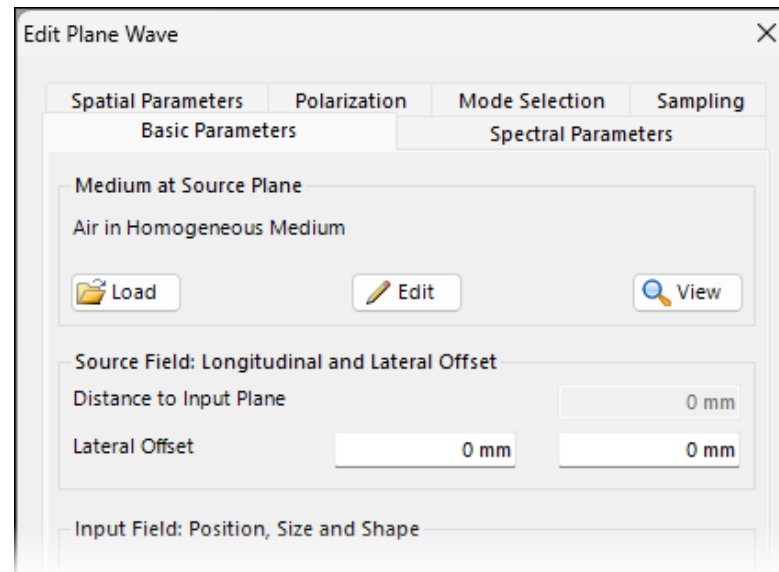 Edit Plane Wave
Spatial Parameters Polarization Mode Selection Sampling
Basic Parameters Spectral Parameters
Medium at Source Plane
Air in Homogeneous Medium
Load Edit View
Source Field: Longitudinal and Lateral Offset
Distance to Input Plane 0 mm
Lateral Offset 0 mm 0 mm
Input Field: Position, Size and Shape